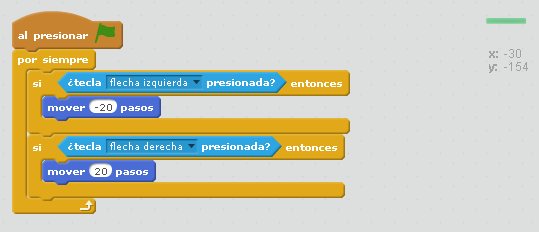 al presionar
por siempre
si ¿tecla flecha izquierda presionada? entonces
mover -20 pasos
si ¿tecla flecha derecha presionada? entonces
mover 20 pasos
x: -30
y: -154